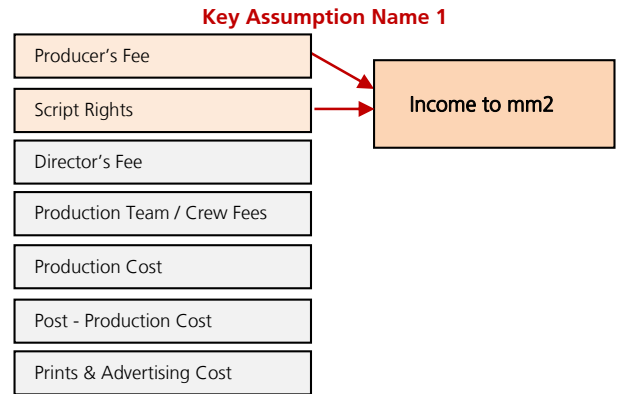 Key Assumption Name 1
Producer’s Fee
Script Rights
Income to mm2
Director’s Fee
Production Team / Crew Fees
Production Cost
Post - Production Cost
Prints & Advertising Cost